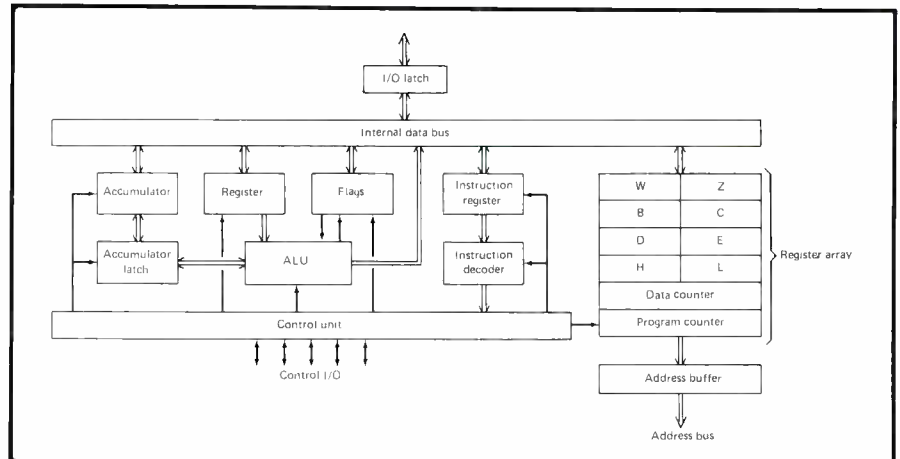 I/O latch
Internal data bus
Accumulator
Register
Flags
Instruction
register
W Z
B C
D E
H L
Data counter
Program counter
Register array
Accumulator
latch
ALU
Instruction
decoder
Control unit
Control I/O
Address buffer
Address bus